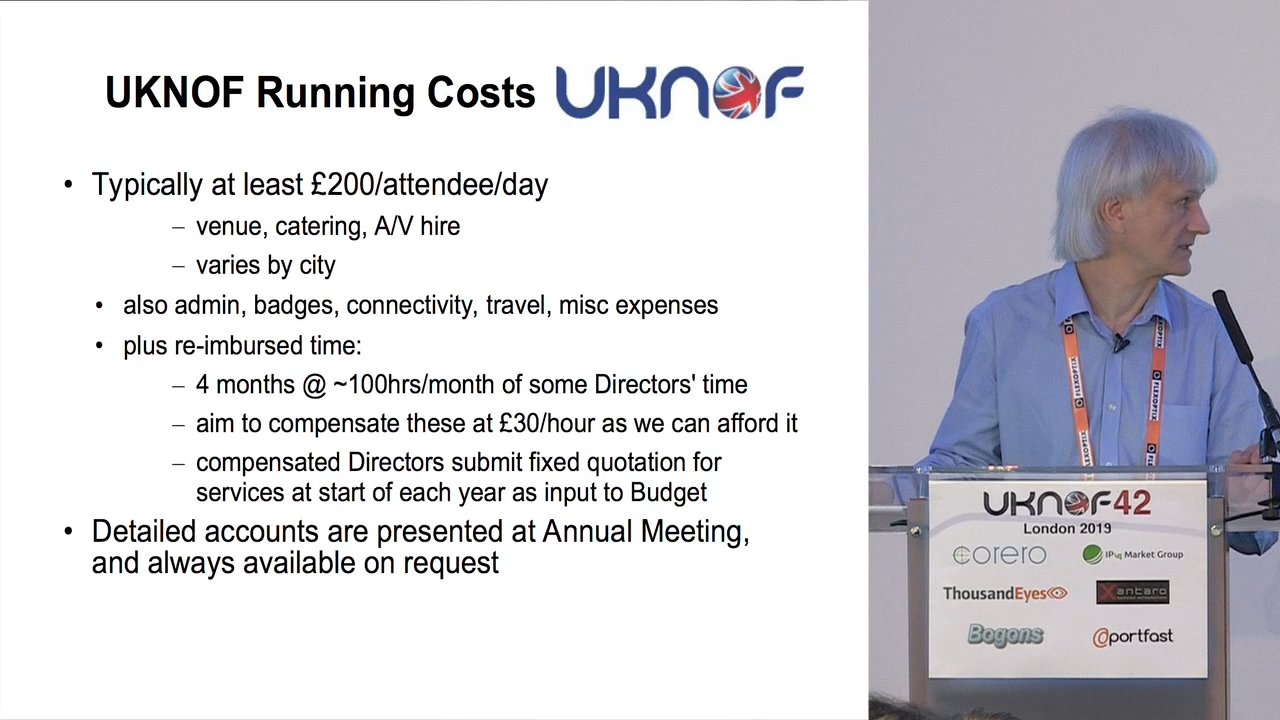 UKNOF Running Costs UKNOF
• Typically at least £200/attendee/day
– venue, catering, A/V hire
– varies by city
• also admin, badges, connectivity, travel, misc expenses
• plus re-imbursed time:
– 4 months @ ~100hrs/month of some Directors' time
– aim to compensate these at £30/hour as we can afford it
– compensated Directors submit fixed quotation for
services at start of each year as input to Budget
• Detailed accounts are presented at Annual Meeting,
and always available on request
FLEXOPTIX
FLEXOPTIX
UKNOF42
London 2019
corero
IPv4 Market Group
ThousandEyes
Xantaro
Bogons
portfast